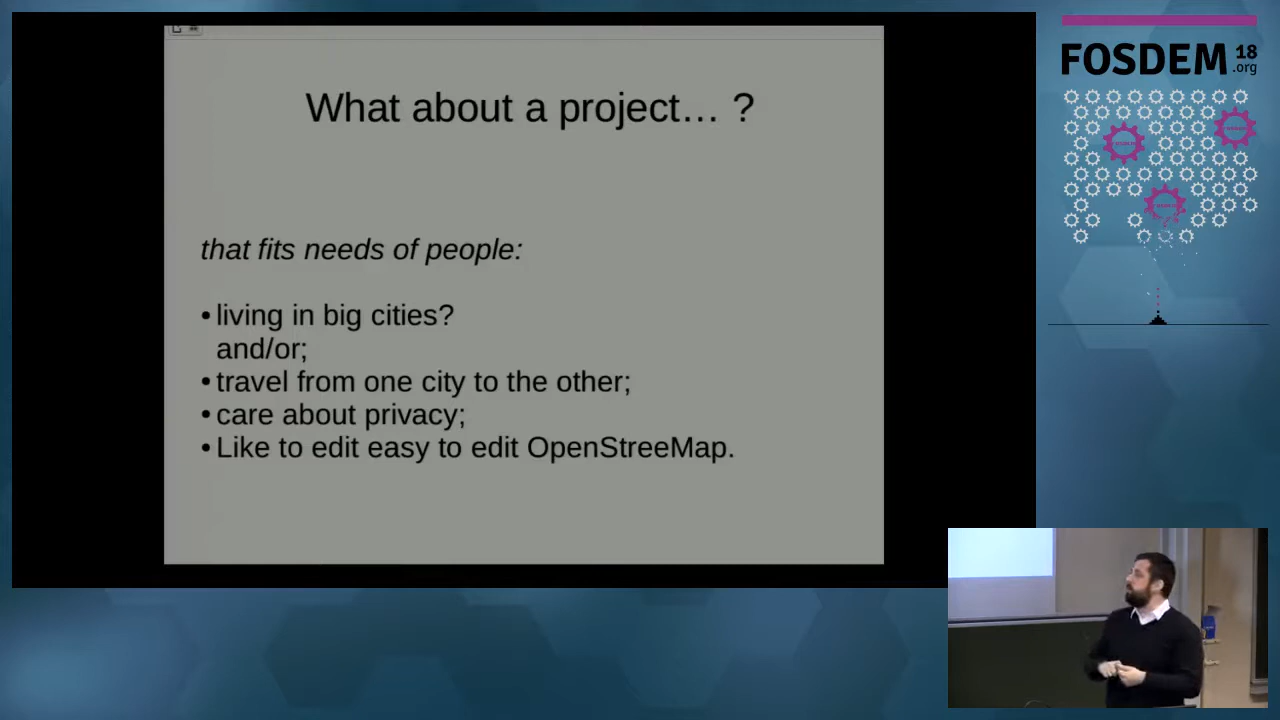 What about a project… ?
that fits needs of people:
• living in big cities?
and/or;
• travel from one city to the other;
• care about privacy;
• Like to edit easy to edit OpenStreeMap.
FOSDEM 18
.org